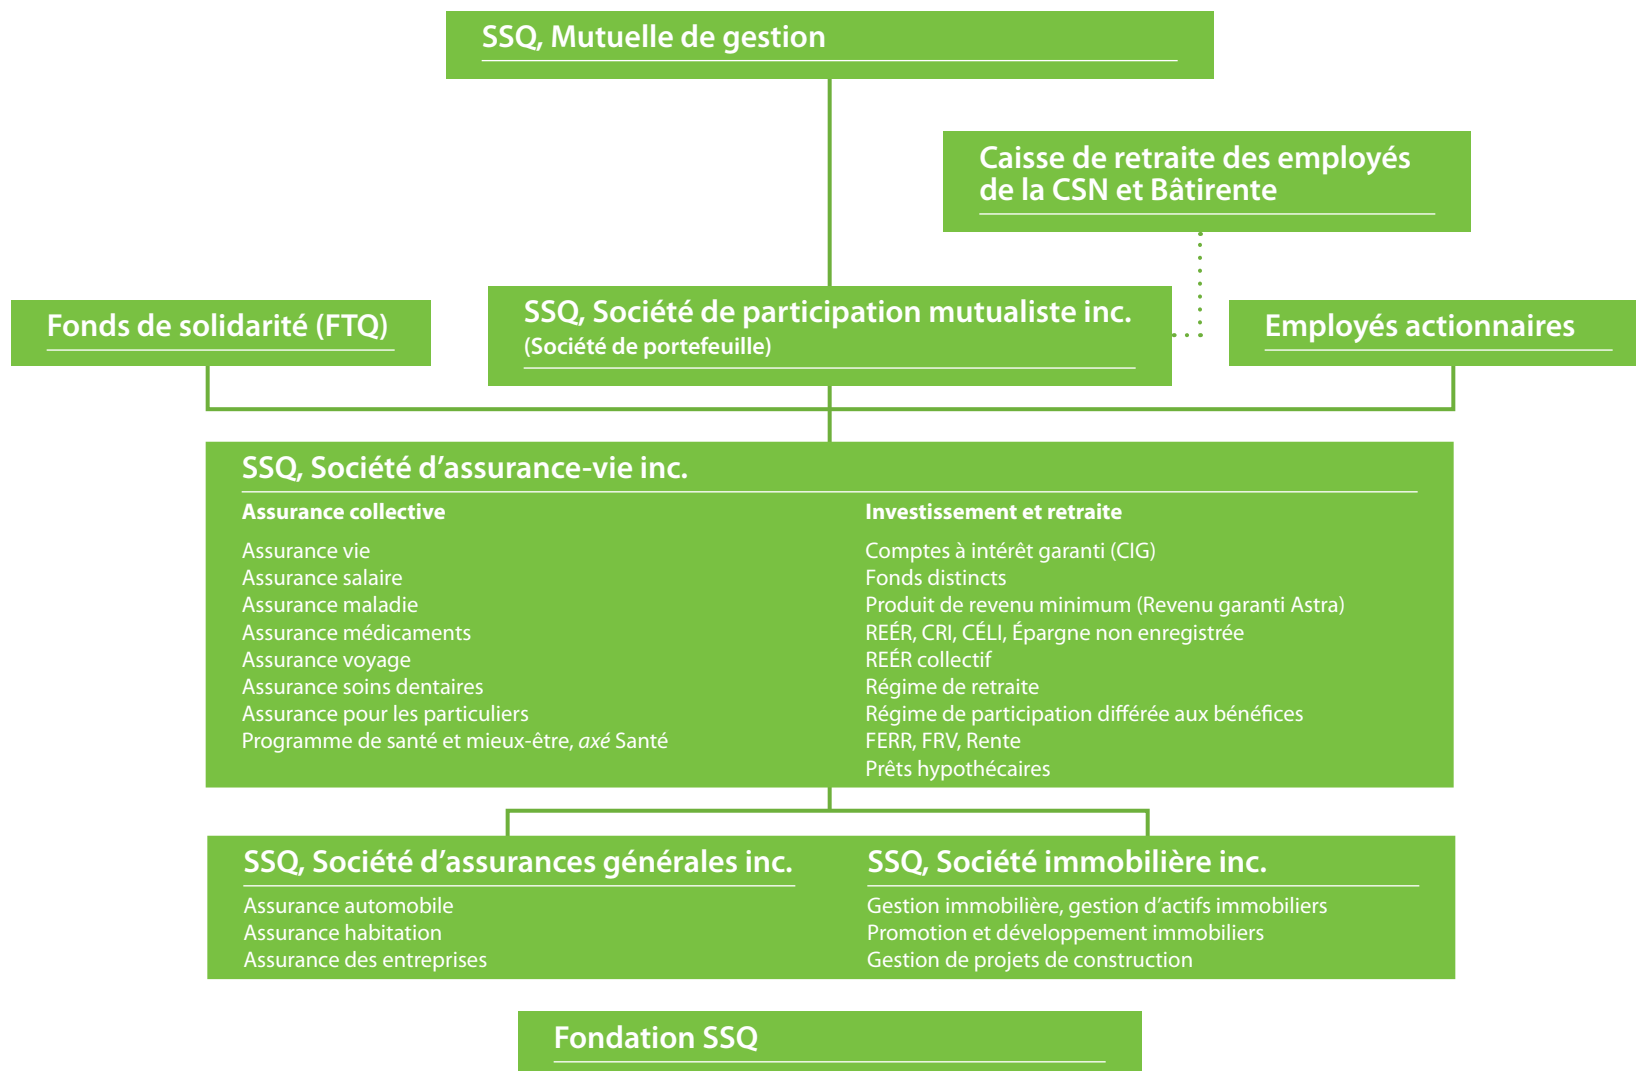 SSQ, Mutuelle de gestion
Caisse de retraite des employés
de la CSN et Bâtirente
Fonds de solidarité (FTQ)
SSQ, Société de participation mutualiste inc.
(Société de portefeuille)
Employés actionnaires
SSQ, Société d’assurance-vie inc.
Assurance collective
Assurance vie
Assurance salaire
Assurance maladie
Assurance médicaments
Assurance voyage
Assurance soins dentaires
Assurance pour les particuliers
Programme de santé et mieux-être, axé Santé
Investissement et retraite
Comptes à intérêt garanti (CIG)
Fonds distincts
Produit de revenu minimum (Revenu garanti Astra)
REÉR, CRI, CÉLI, Épargne non enregistrée
REÉR collectif
Régime de retraite
Régime de participation différée aux bénéfices
FERR, FRV, Rente
Prêts hypothécaires
SSQ, Société d’assurances générales inc.
Assurance automobile
Assurance habitation
Assurance des entreprises
SSQ, Société immobilière inc.
Gestion immobilière, gestion d’actifs immobiliers
Promotion et développement immobiliers
Gestion de projets de construction
Fondation SSQ